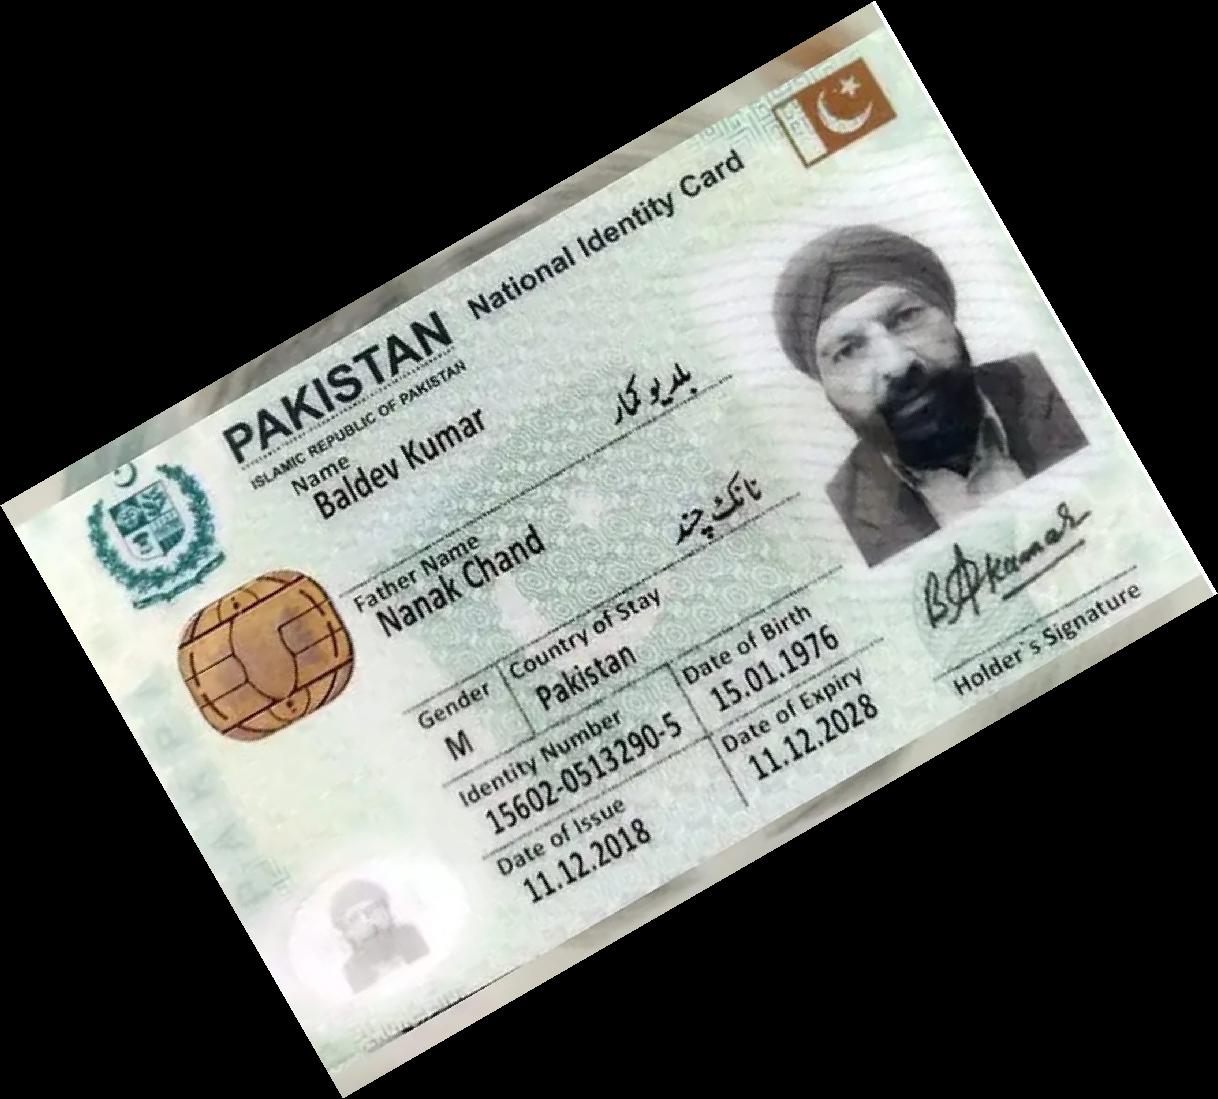 PAKISTAN National Identity Card
ISLAMIC REPUBLIC OF PAKISTAN
Name
Baldev Kumar
بلدیو کمار
Father Name
Nanak Chand
نانک چند
Gender
M
Country of Stay
Pakistan
Identity Number
15602-0513290-5
Date of Birth
15.01.1976
Date of Issue
11.12.2018
Date of Expiry
11.12.2028
B A Kumar
Holder's Signature